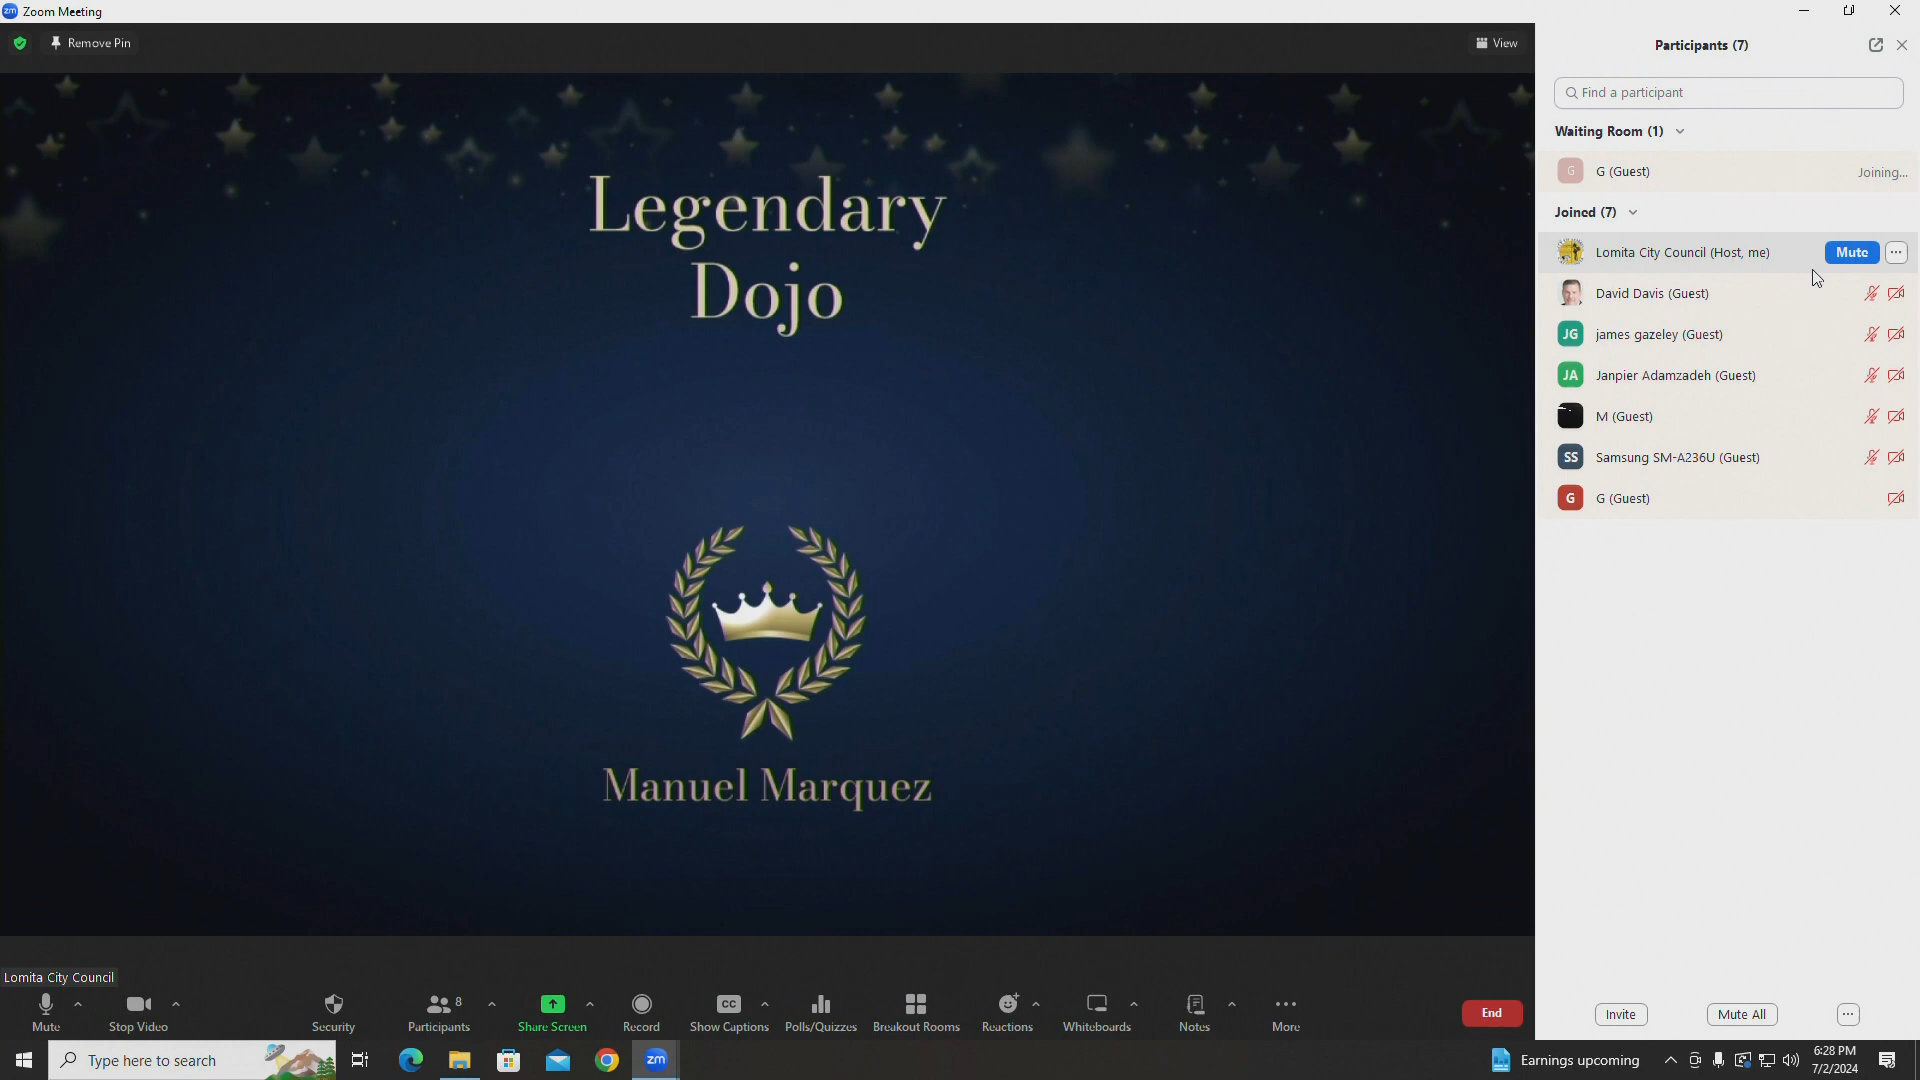 Zoom Meeting
Remove Pin
View
Legendary
Dojo
Manuel Marquez
Lomita City Council
Participants (7)
Find a participant
Waiting Room (1)
G
G (Guest)
Joining...
Joined (7)
Lomita City Council (Host, me)
Mute
David Davis (Guest)
JG
james gazeley (Guest)
JA
Janpier Adamzadeh (Guest)
M (Guest)
SS
Samsung SM-A236U (Guest)
G
G (Guest)
Invite
Mute All
Mute
Stop Video
Security
8
Participants
Share Screen
Record
CC
Show Captions
Polls/Quizzes
Breakout Rooms
Reactions
Whiteboards
Notes
More
End
Type here to search
zm
Earnings upcoming
6:28 PM
7/2/2024